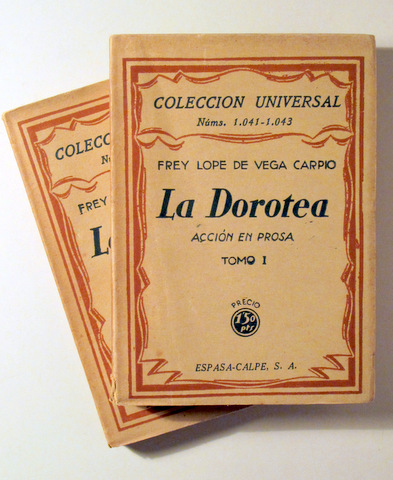 COLECCION UNIVERSAL
Núms. 1.041-1.043
FREY LOPE DE VEGA CARPIO
La Dorotea
ACCIÓN EN PROSA
TOMO I
PRECIO
1'50
pts
ESPASA-CALPE, S. A.
COLECCION
FREY